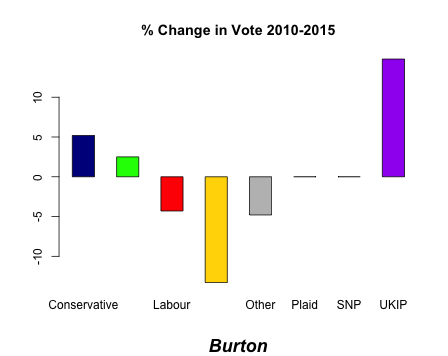 % Change in Vote 2010-2015
10
5
0
-5
-10
Conservative Labour Other Plaid SNP UKIP
Burton